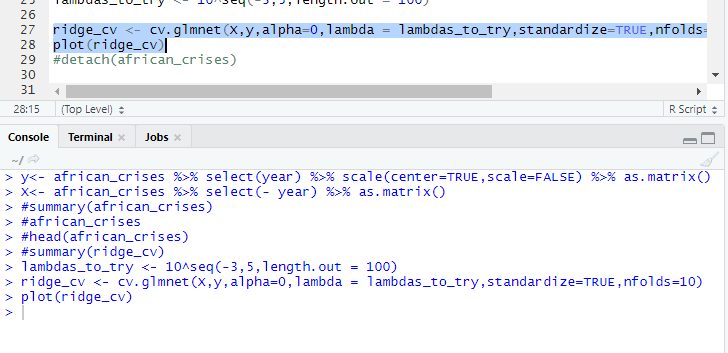 lambdas_to_try <- 10^seq(-3,5,length.out = 100)
26
27 ridge_cv <- cv.glmnet(X,y,alpha=0,lambda = lambdas_to_try,standardize=TRUE,nfolds=
28 plot(ridge_cv)
29 #detach(african_crises)
30
31
28:15 (Top Level) R Script
Console Terminal Jobs
~/
> y<- african_crises %>% select(year) %>% scale(center=TRUE,scale=FALSE) %>% as.matrix()
> X<- african_crises %>% select(- year) %>% as.matrix()
> #summary(african_crises)
> #african_crises
> #head(african_crises)
> #summary(ridge_cv)
> lambdas_to_try <- 10^seq(-3,5,length.out = 100)
> ridge_cv <- cv.glmnet(X,y,alpha=0,lambda = lambdas_to_try,standardize=TRUE,nfolds=10)
> plot(ridge_cv)
>